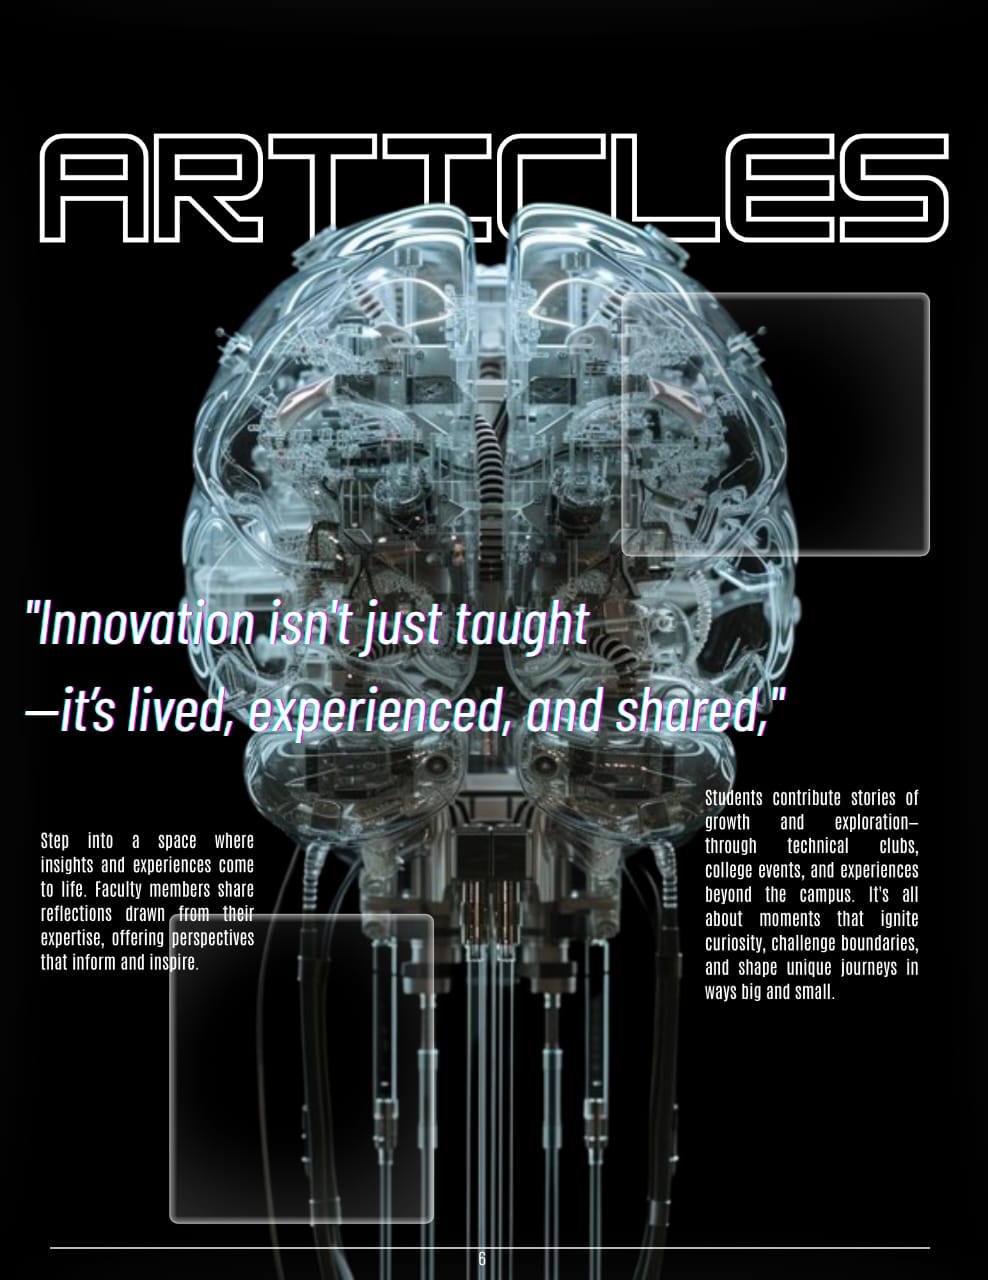 ARTICLES
"Innovation isn't just taught
—it’s lived, experienced, and shared,"
Step into a space where
insights and experiences come
to life. Faculty members share
reflections drawn from their
expertise, offering perspectives
that inform and inspire.
Students contribute stories of
growth and exploration—
through technical clubs,
college events, and experiences
beyond the campus. It's all
about moments that ignite
curiosity, challenge boundaries,
and shape unique journeys in
ways big and small.
6